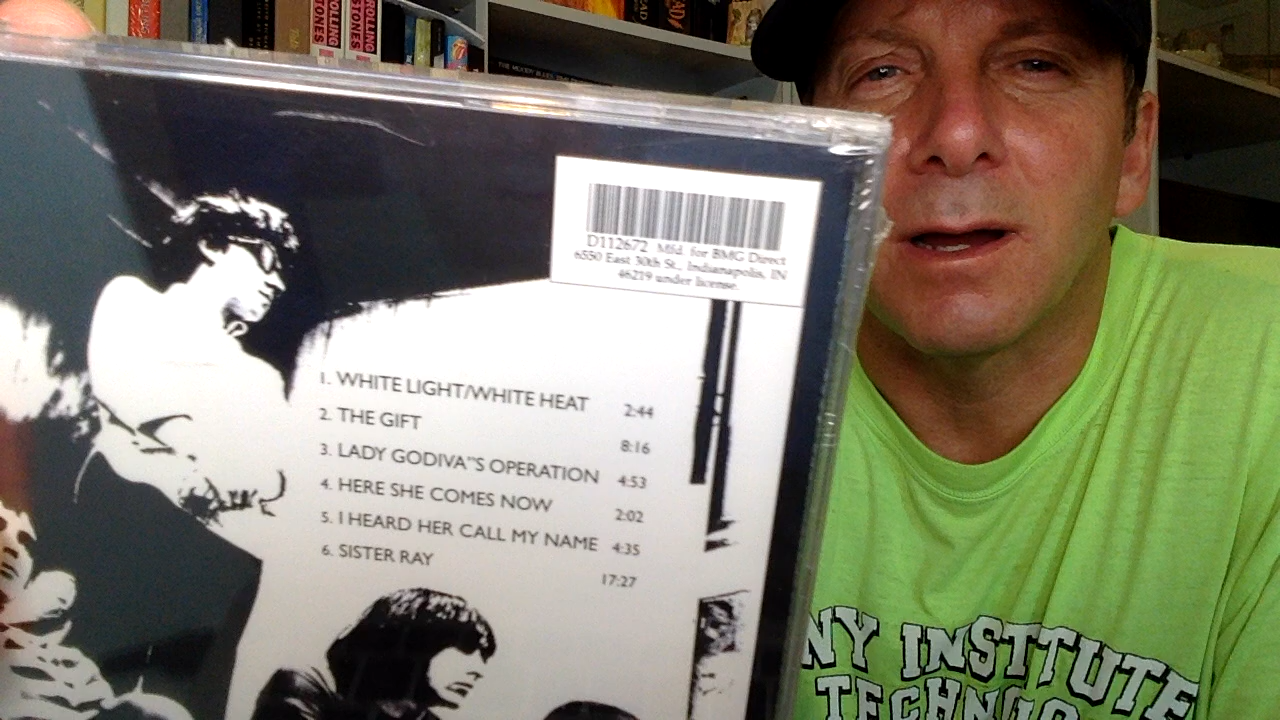 ROLLING STONES
ROLLING STONES
D112672 Mfd. for BMG Direct
6550 East 30th St., Indianapolis, IN
46219 under license.
1. WHITE LIGHT/WHITE HEAT 2:44
2. THE GIFT 8:16
3. LADY GODIVA"S OPERATION 4:53
4. HERE SHE COMES NOW 2:02
5. I HEARD HER CALL MY NAME 4:35
6. SISTER RAY 17:27
NY INSTITUTE
TECHNO